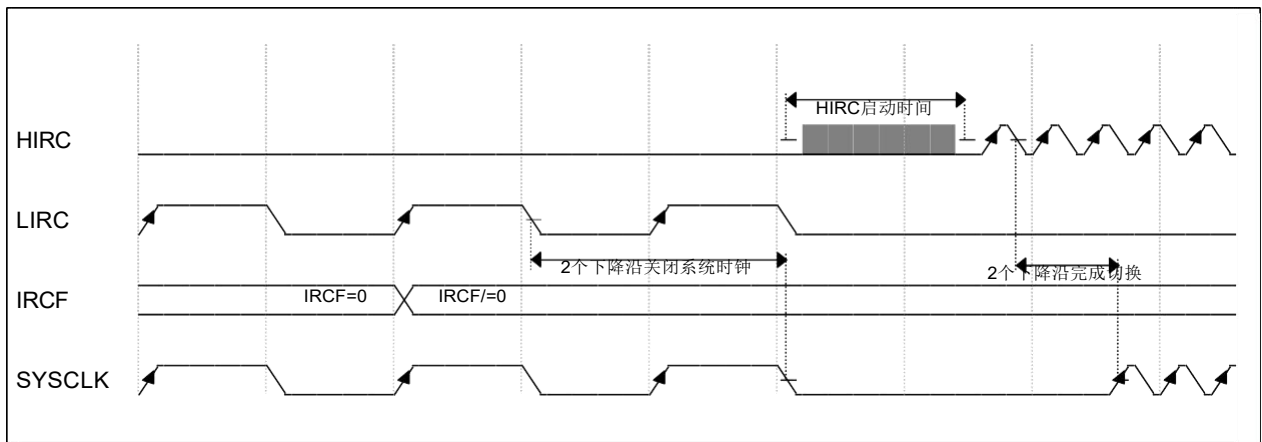 HIRC启动时间
HIRC
LIRC
2个下降沿关闭系统时钟
2个下降沿完成切换
IRCF
IRCF=0
IRCF/=0
SYSCLK